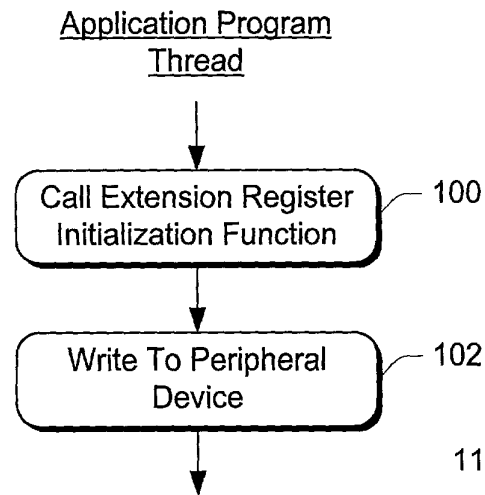 Application Program
Thread
Call Extension Register
Initialization Function
100
Write To Peripheral
Device
102
11